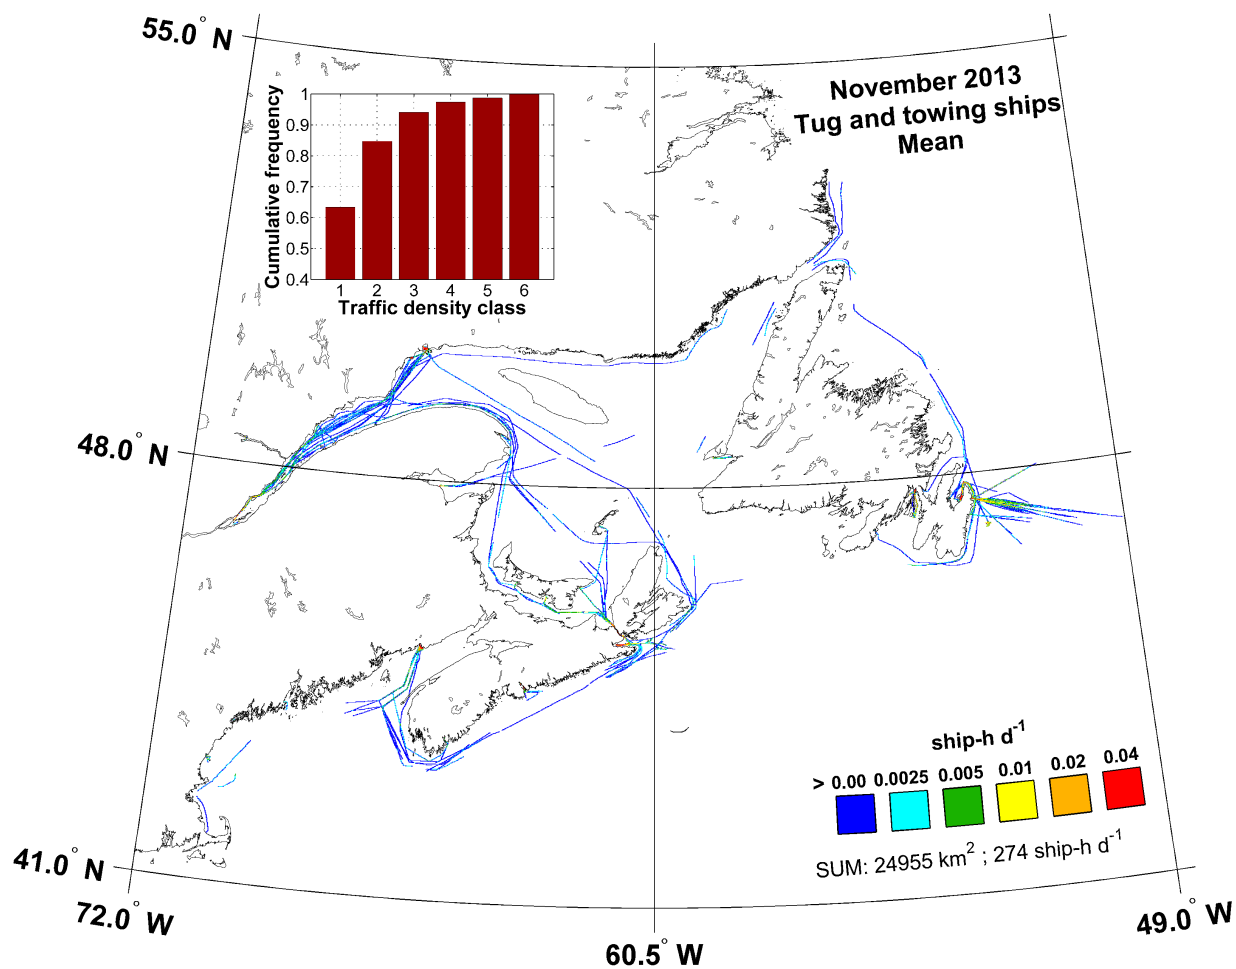 55.0° N
November 2013
Tug and towing ships
Mean
Cumulative frequency
1
0.9
0.8
0.7
0.6
0.5
0.4
1 2 3 4 5 6
Traffic density class
48.0° N
ship-h d-1
> 0.00 0.0025 0.005 0.01 0.02 0.04
SUM: 24955 km2 ; 274 ship-h d-1
41.0° N
72.0° W
60.5° W
49.0° W